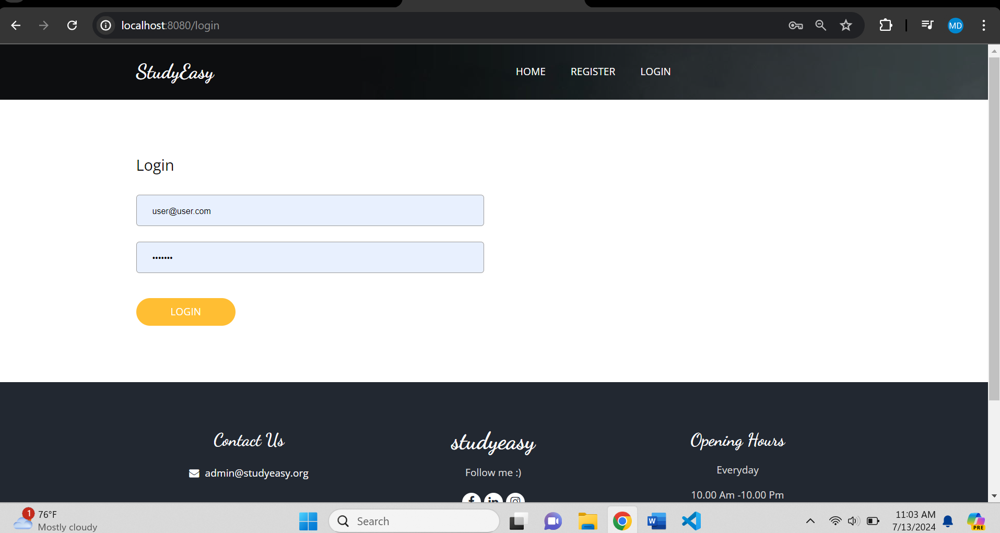 localhost:8080/login
MD
StudyEasy
HOME REGISTER LOGIN
Login
user@user.com
•••••••
LOGIN
Contact Us
admin@studyeasy.org
studyeasy
Follow me :)
Opening Hours
Everyday
10.00 Am -10.00 Pm
1
76°F
Mostly cloudy
Search
W
11:03 AM
7/13/2024
PRE